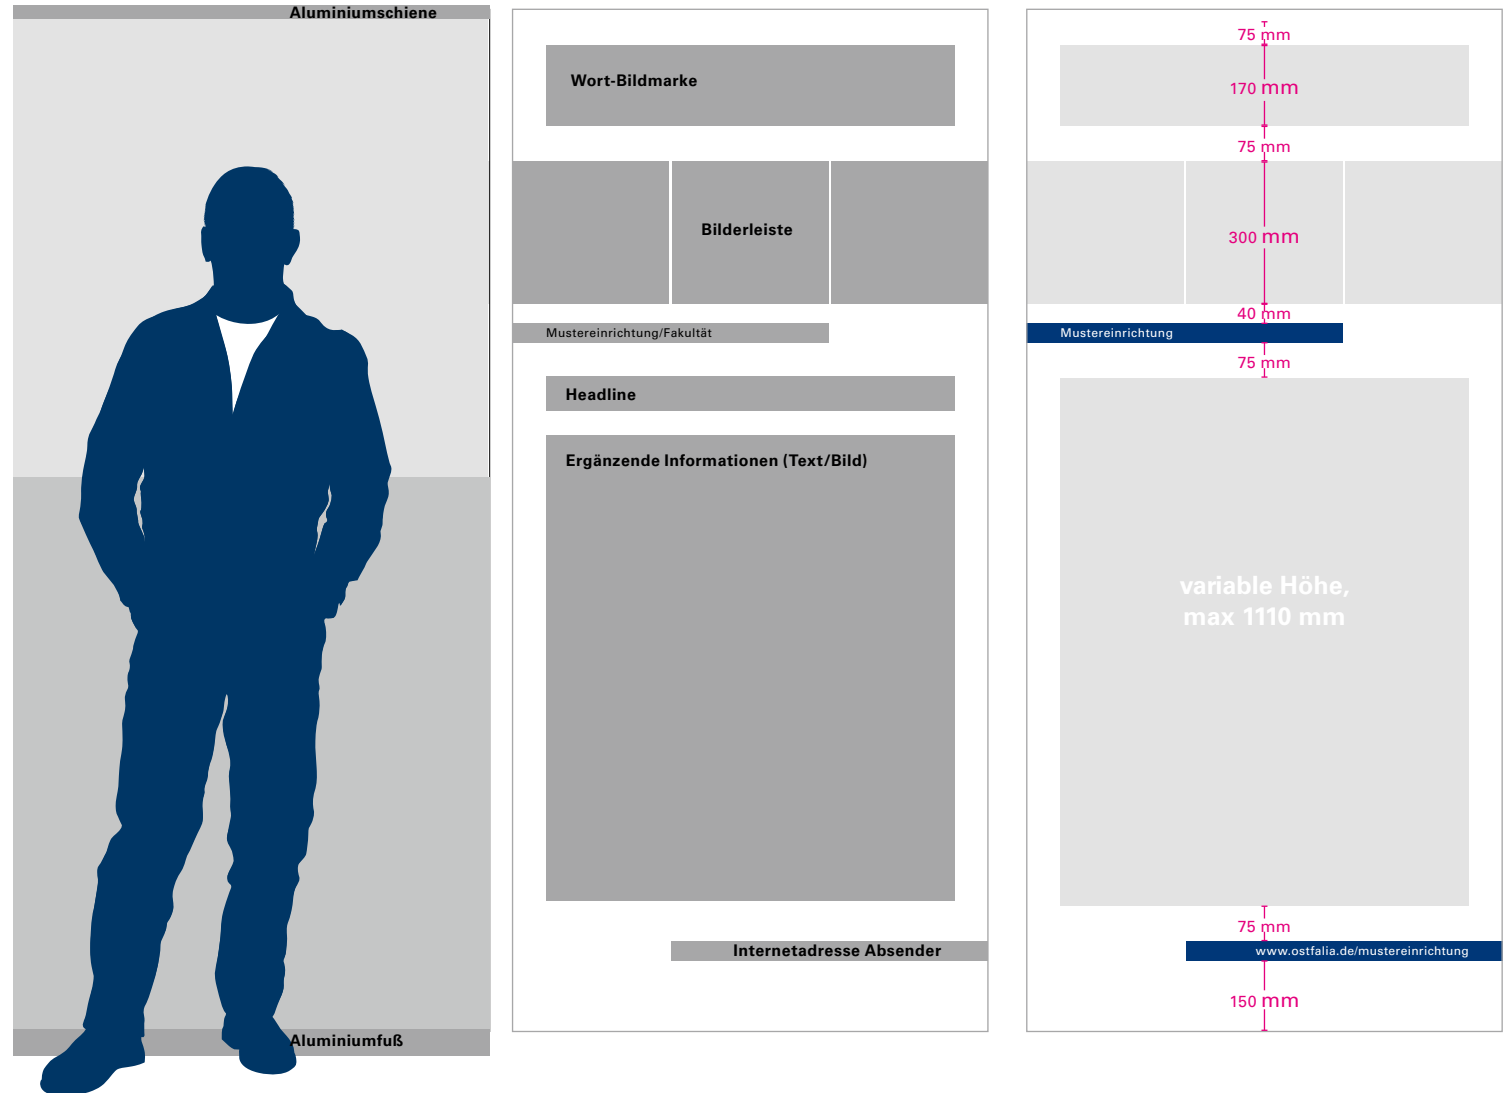 Aluminiumschiene
Aluminiumfuß
Wort-Bildmarke
Bilderleiste
Mustereinrichtung/Fakultät
Headline
Ergänzende Informationen (Text/Bild)
Internetadresse Absender
75 mm
170 mm
75 mm
300 mm
40 mm
Mustereinrichtung
75 mm
variable Höhe,
max 1110 mm
75 mm
www.ostfalia.de/mustereinrichtung
150 mm